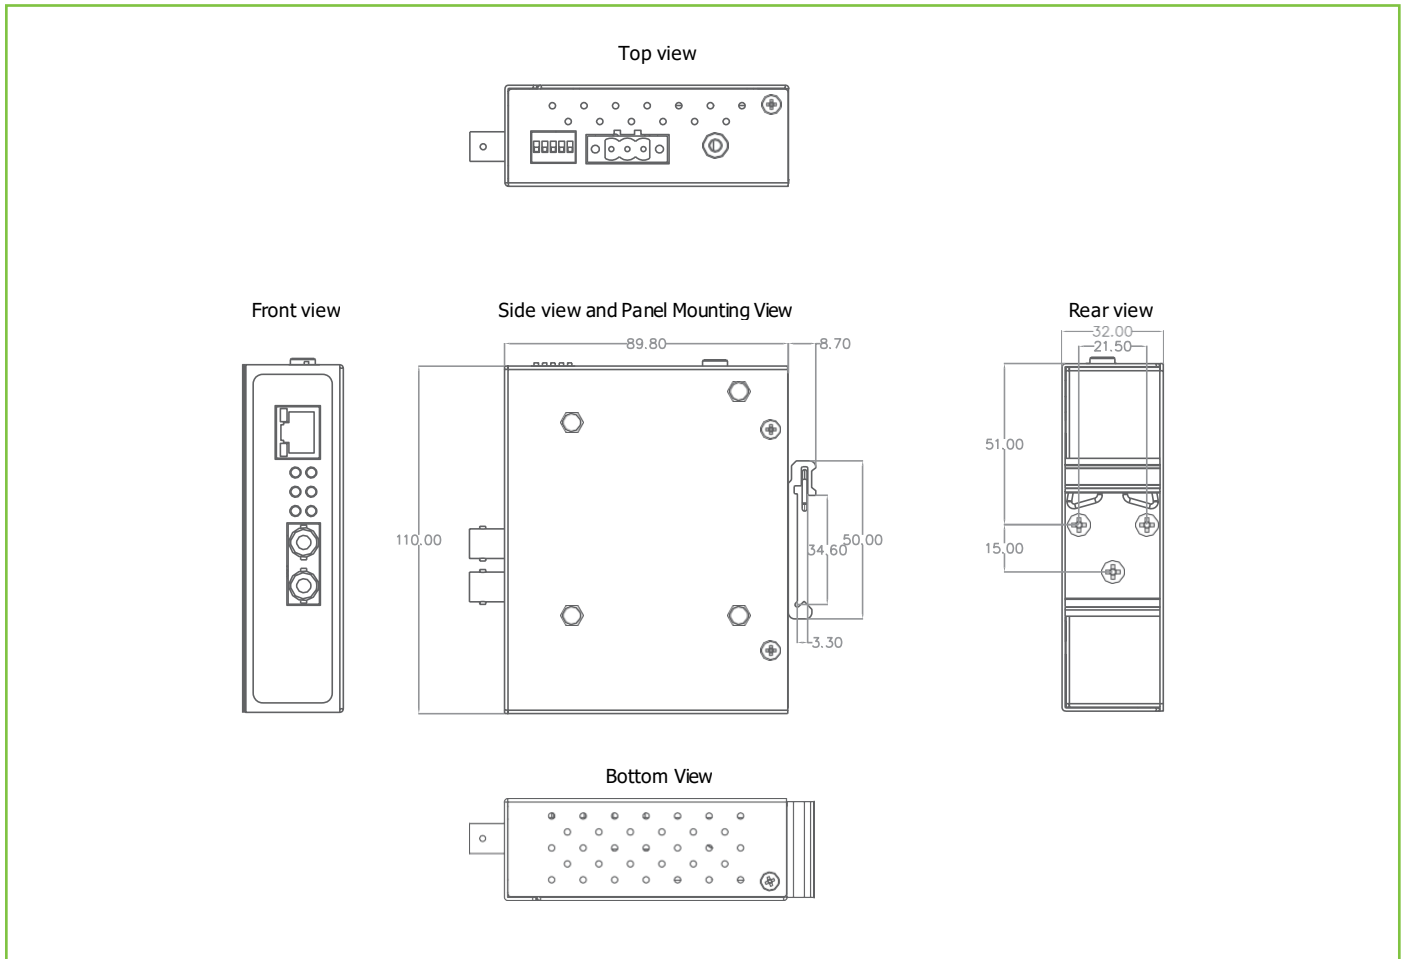 Top view
Front view
Side view and Panel Mounting View
Rear view
89.80
8.70
32.00
21.50
51.00
110.00
34.60
50.00
15.00
3.30
Bottom View